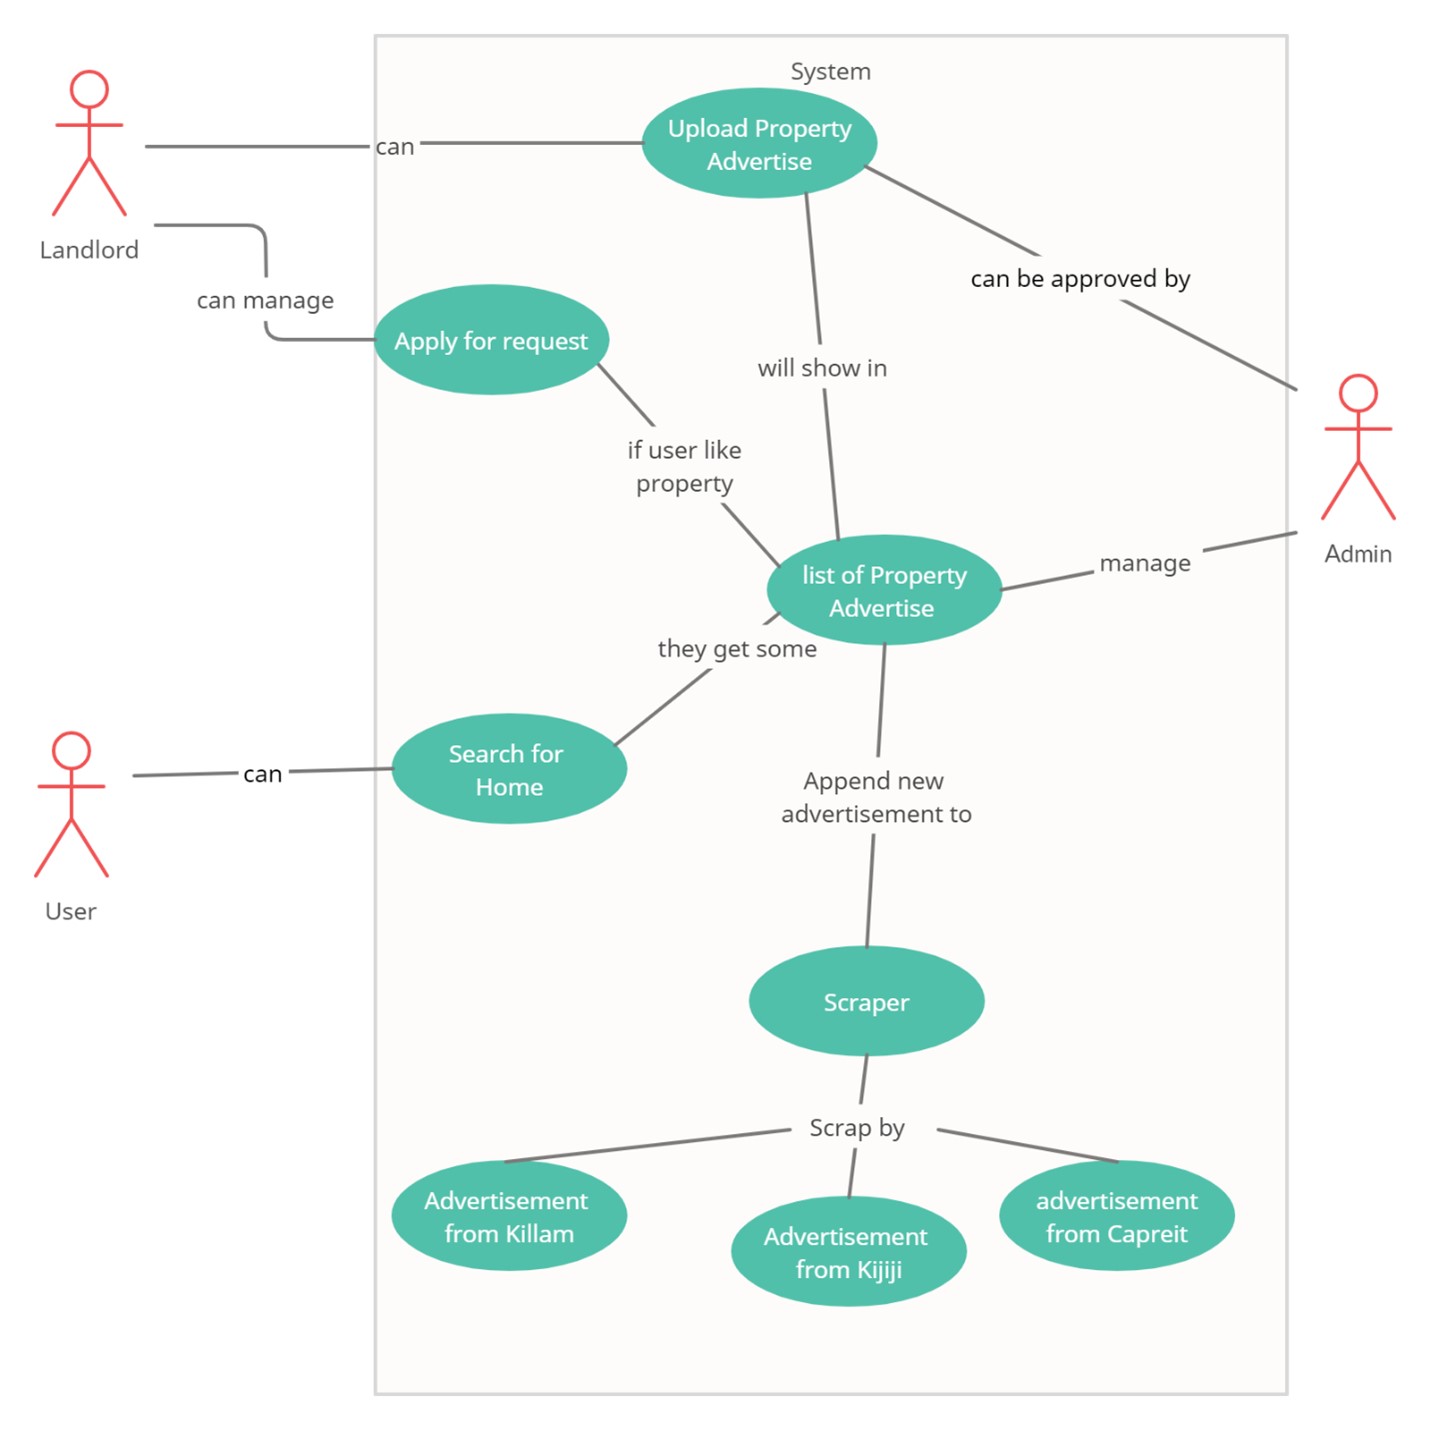 System
Upload Property
Advertise
can
Landlord
can be approved by
can manage
Apply for request
will show in
if user like
property
Admin
manage
list of Property
Advertise
they get some
Search for
Home
can
Append new
advertisement to
User
Scraper
Scrap by
Advertisement
from Killam
Advertisement
from Kijiji
advertisement
from Capreit